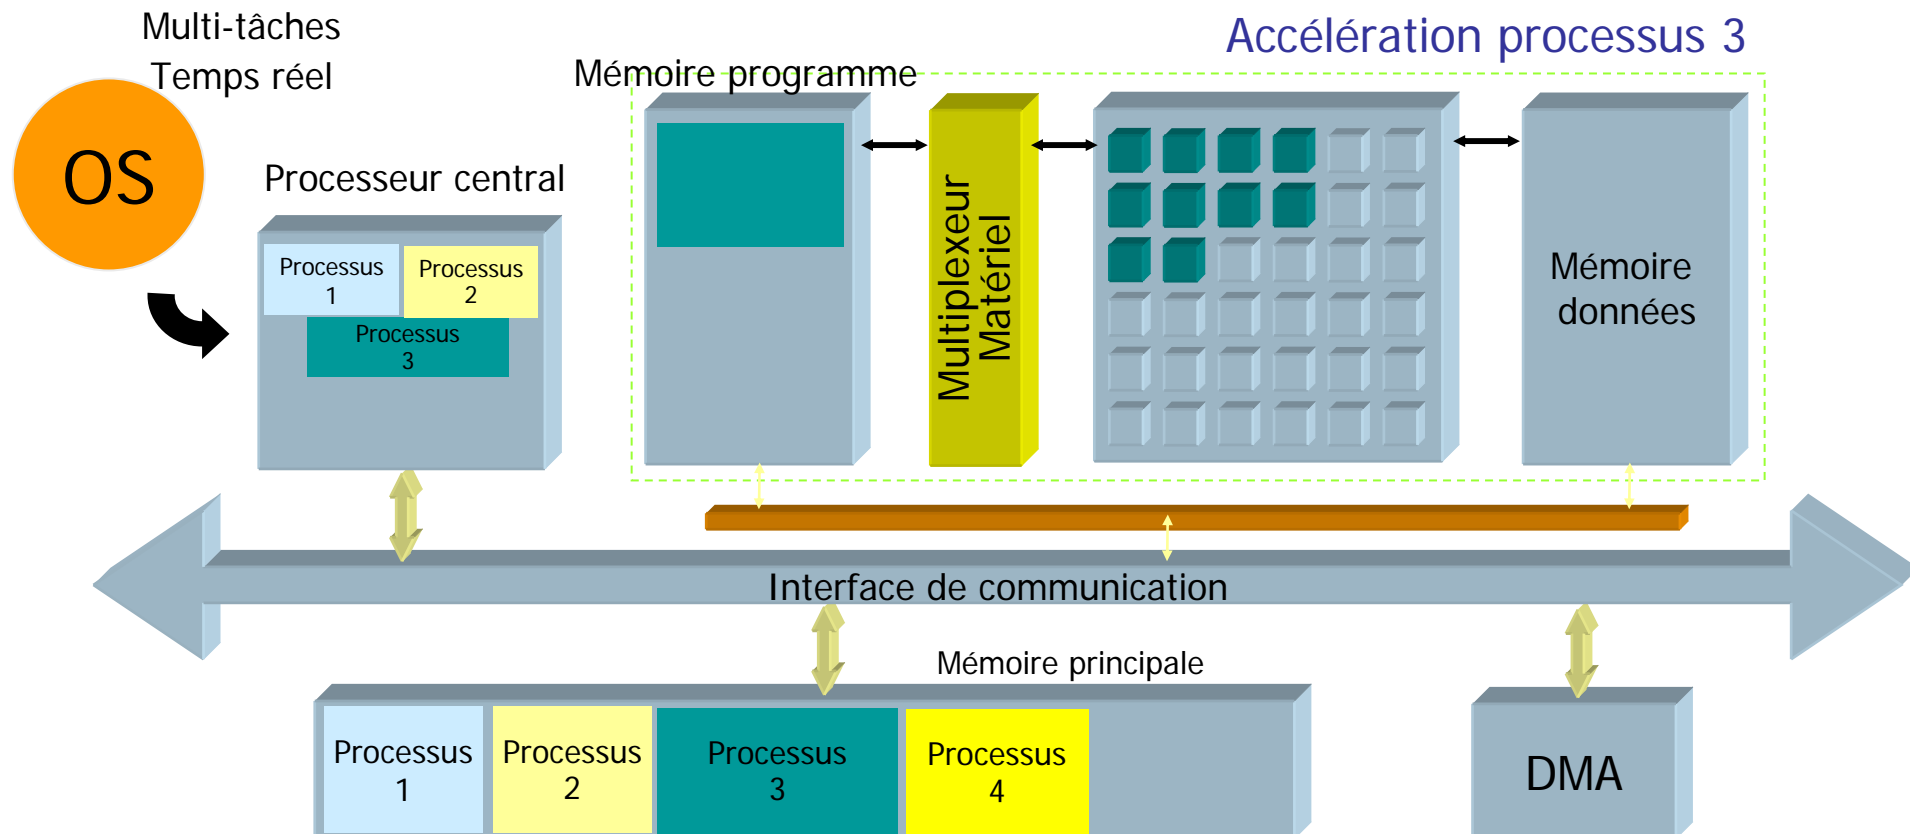 Multi-tâches
Temps réel
Accélération processus 3
Mémoire programme
OS
Processeur central
Processus
1
Processus
2
Processus
3
Multiplexeur
Matériel
Mémoire
données
Interface de communication
Mémoire principale
Processus
1
Processus
2
Processus
3
Processus
4
DMA